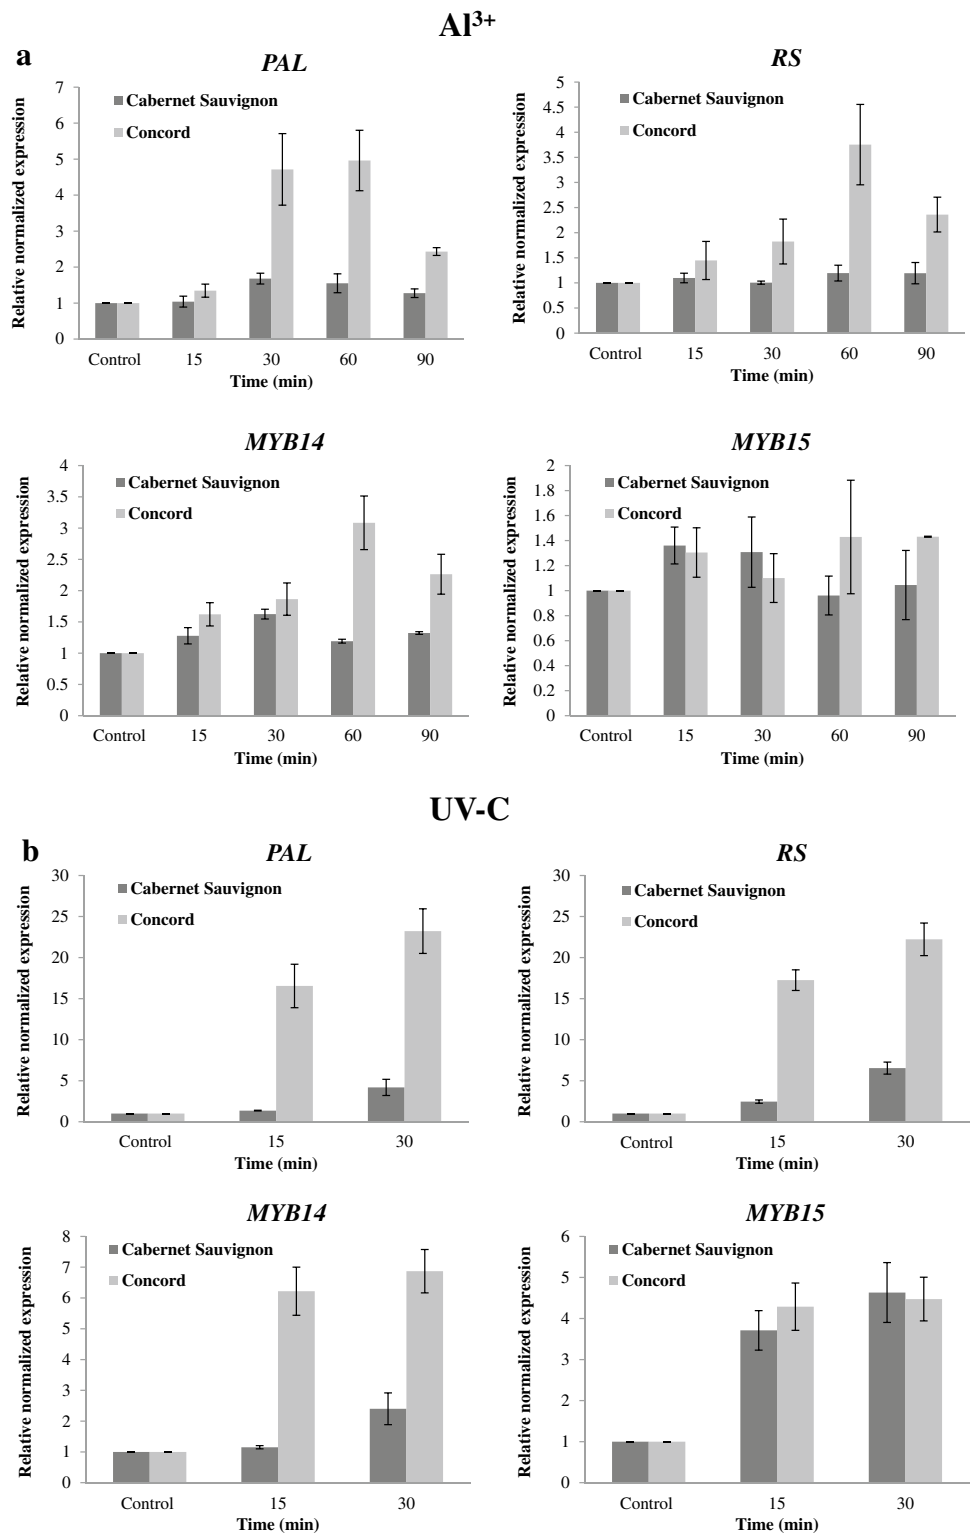 Al³⁺
a
PAL
Relative normalized expression
7
6
5
4
3
2
1
0
Cabernet Sauvignon
Concord
Control 15 30 60 90
Time (min)
RS
Relative normalized expression
5
4.5
4
3.5
3
2.5
2
1.5
1
0.5
0
Cabernet Sauvignon
Concord
Control 15 30 60 90
Time (min)
MYB14
Relative normalized expression
4
3.5
3
2.5
2
1.5
1
0.5
0
Cabernet Sauvignon
Concord
Control 15 30 60 90
Time (min)
MYB15
Relative normalized expression
2
1.8
1.6
1.4
1.2
1
0.8
0.6
0.4
0.2
0
Cabernet Sauvignon
Concord
Control 15 30 60 90
Time (min)
UV-C
b
PAL
Relative normalized expression
30
25
20
15
10
5
0
Cabernet Sauvignon
Concord
Control 15 30
Time (min)
RS
Relative normalized expression
30
25
20
15
10
5
0
Cabernet Sauvignon
Concord
Control 15 30
Time (min)
MYB14
Relative normalized expression
8
7
6
5
4
3
2
1
0
Cabernet Sauvignon
Concord
Control 15 30
Time (min)
MYB15
Relative normalized expression
6
5
4
3
2
1
0
Cabernet Sauvignon
Concord
Control 15 30
Time (min)